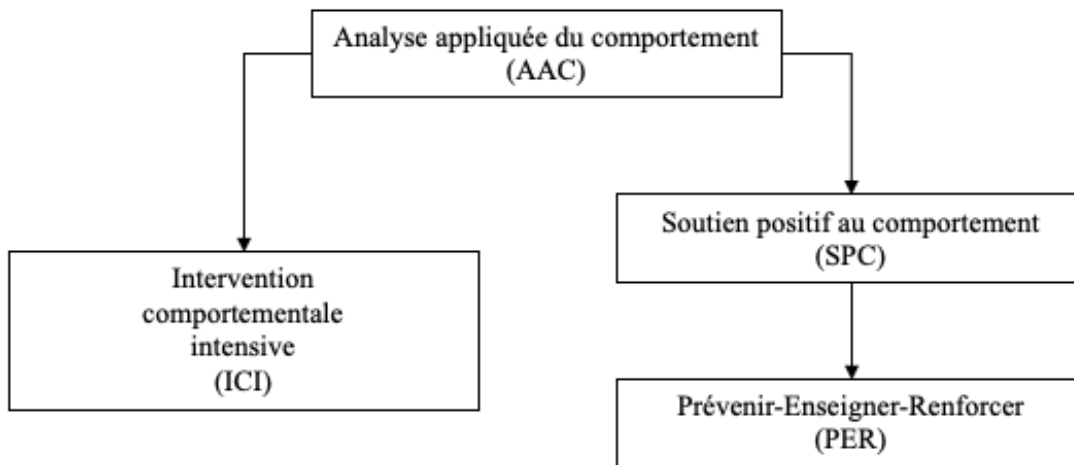 Analyse appliquée du comportement
(AAC)
Soutien positif au comportement
(SPC)
Intervention
comportementale
intensive
(ICI)
Prévenir-Enseigner-Renforcer
(PER)